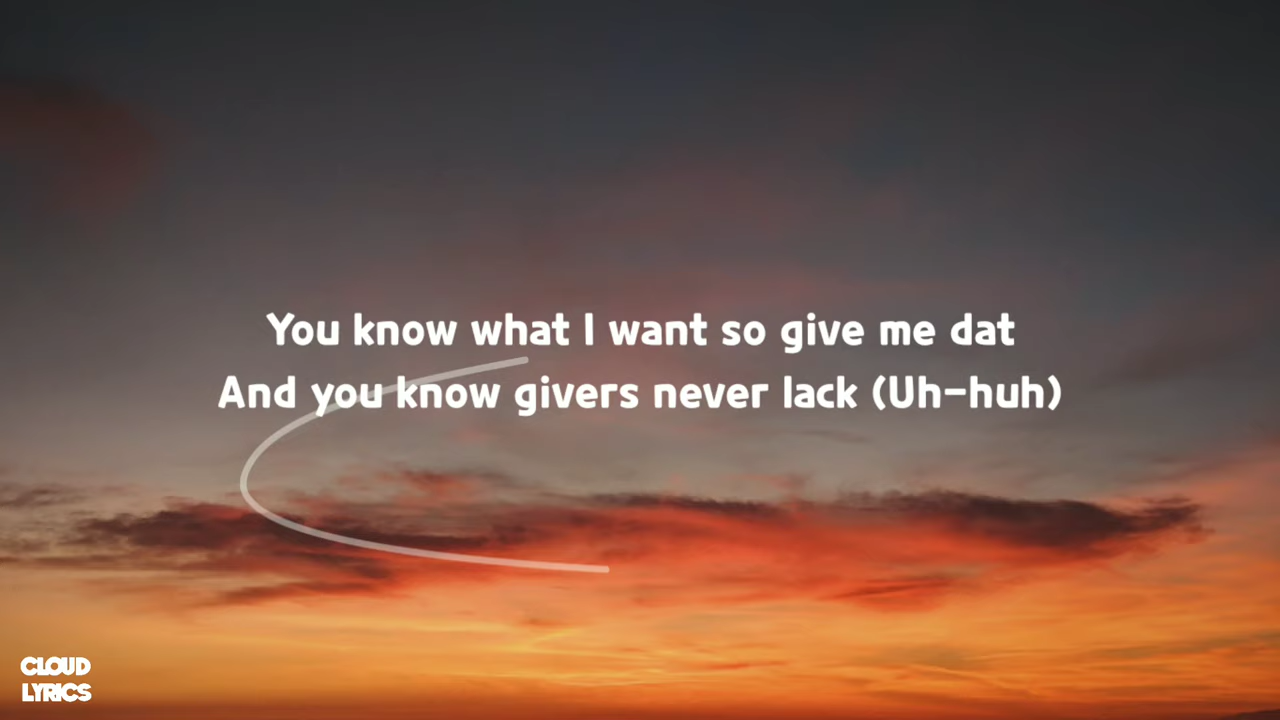 You know what I want so give me dat
And you know givers never lack (Uh-huh)
CLOUD
LYRICS